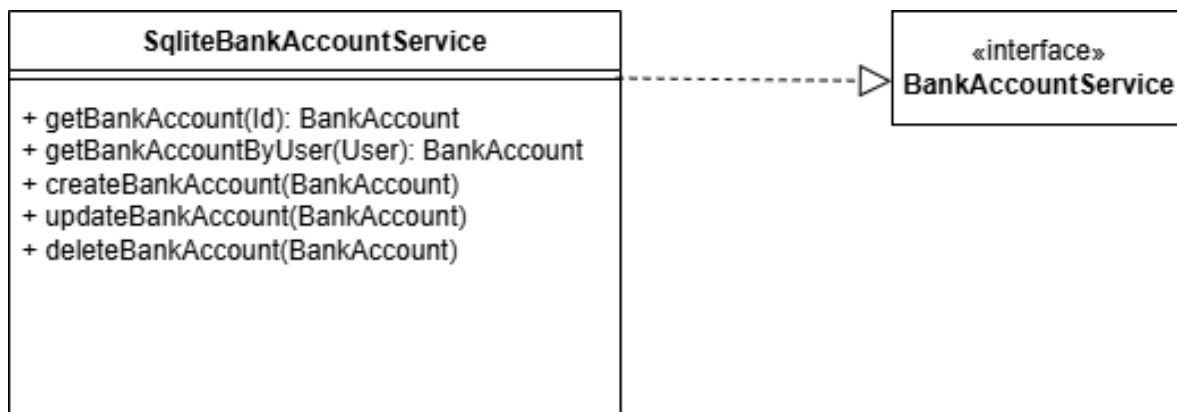 SqliteBankAccountService
+ getBankAccount(Id): BankAccount
+ getBankAccountByUser(User): BankAccount
+ createBankAccount(BankAccount)
+ updateBankAccount(BankAccount)
+ deleteBankAccount(BankAccount)
«interface»
BankAccountService